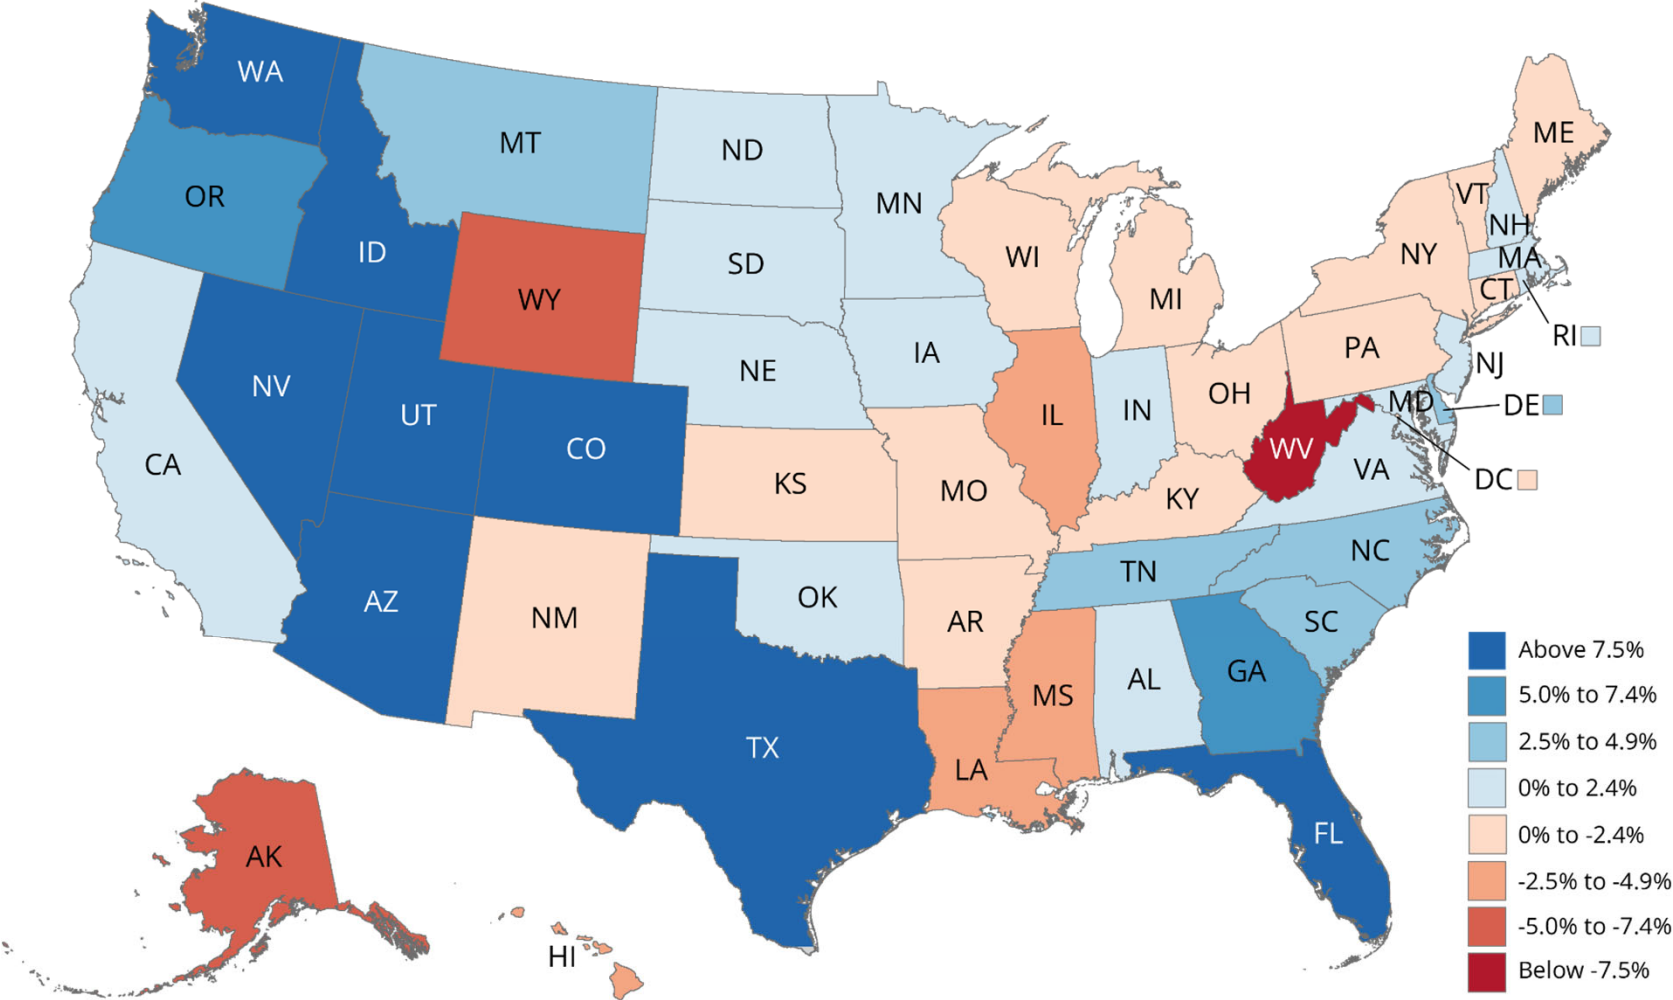 WA
MT
ND
MN
ME
OR
ID
WY
SD
WI
MI
NY
VT
NH
MA
CT
RI
NV
UT
CO
NE
IA
IL
IN
OH
PA
NJ
MD
DE
DC
CA
KS
MO
KY
WV
VA
AZ
NM
OK
AR
TN
NC
SC
TX
LA
MS
AL
GA
FL
AK
HI
Above 7.5%
5.0% to 7.4%
2.5% to 4.9%
0% to 2.4%
0% to -2.4%
-2.5% to -4.9%
-5.0% to -7.4%
Below -7.5%